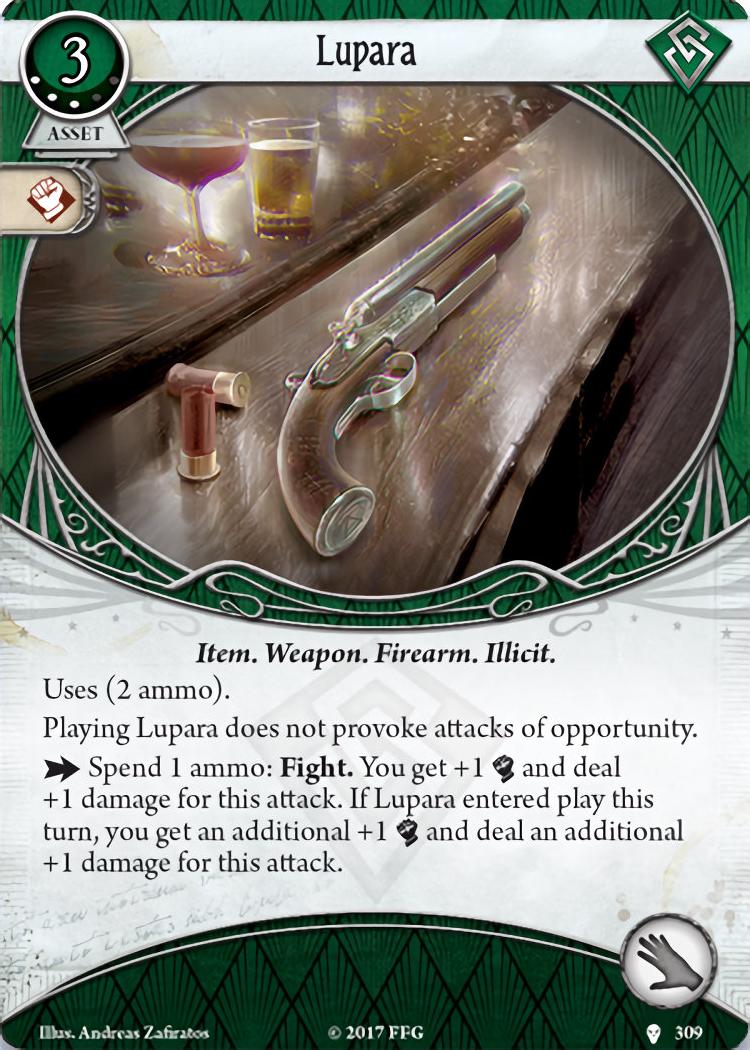 3
Lupara
ASSET
Item. Weapon. Firearm. Illicit.
Uses (2 ammo).
Playing Lupara does not provoke attacks of opportunity.
Spend 1 ammo: Fight. You get +1 and deal
+1 damage for this attack. If Lupara entered play this
turn, you get an additional +1 and deal an additional
+1 damage for this attack.
Illus. Andreas Zafiratos
© 2017 FFG
309